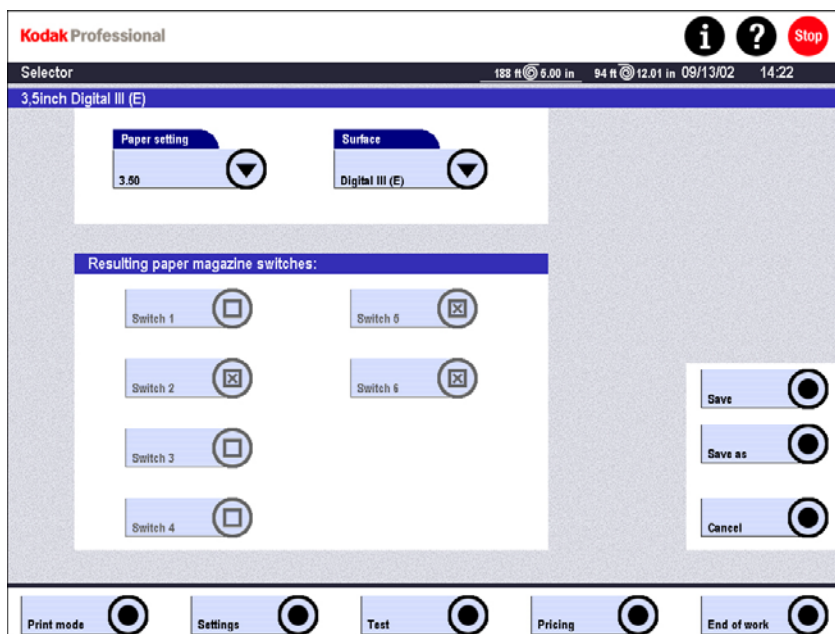 Kodak Professional
i ? Stop
Selector 188 ft 5.00 in 94 ft 12.01 in 09/13/02 14:22
3,5inch Digital III (E)
Paper setting Surface
3.50 Digital III (E)
Resulting paper magazine switches:
Switch 1 Switch 5
Switch 2 Switch 6
Switch 3
Switch 4
Save
Save as
Cancel
Print mode Settings Test Pricing End of work